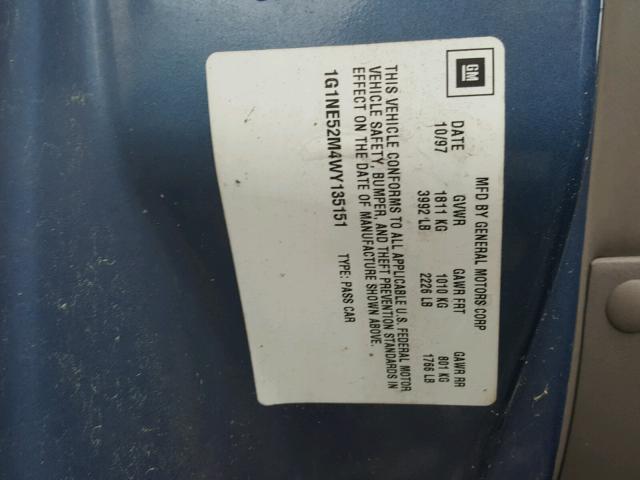 GM
MFD BY GENERAL MOTORS CORP
DATE GVWR GAWR FRT GAWR RR
10/97 1811 KG 1010 KG 801 KG
3992 LB 2226 LB 1766 LB
THIS VEHICLE CONFORMS TO ALL APPLICABLE U.S. FEDERAL MOTOR
VEHICLE SAFETY, BUMPER, AND THEFT PREVENTION STANDARDS IN
EFFECT ON THE DATE OF MANUFACTURE SHOWN ABOVE.
1G1NE52M4WY135151 TYPE: PASS CAR